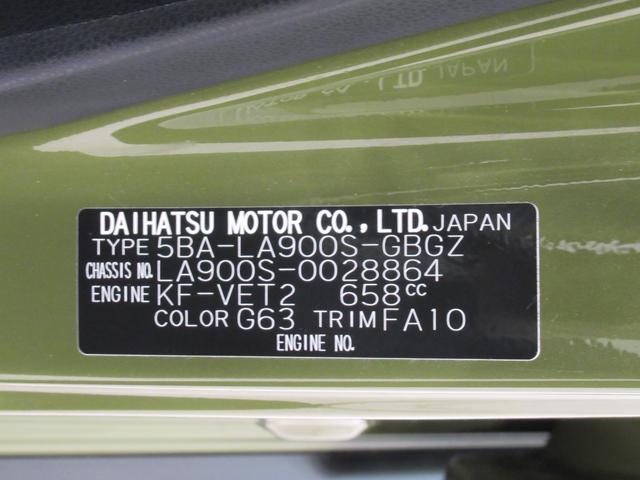 DAIHATSU MOTOR CO., LTD. JAPAN
TYPE 5BA-LA900S-GBGZ
CHASSIS NO. LA900S-0028864
ENGINE KF-VET2 658cc
COLOR G63 TRIM FA10
ENGINE NO.